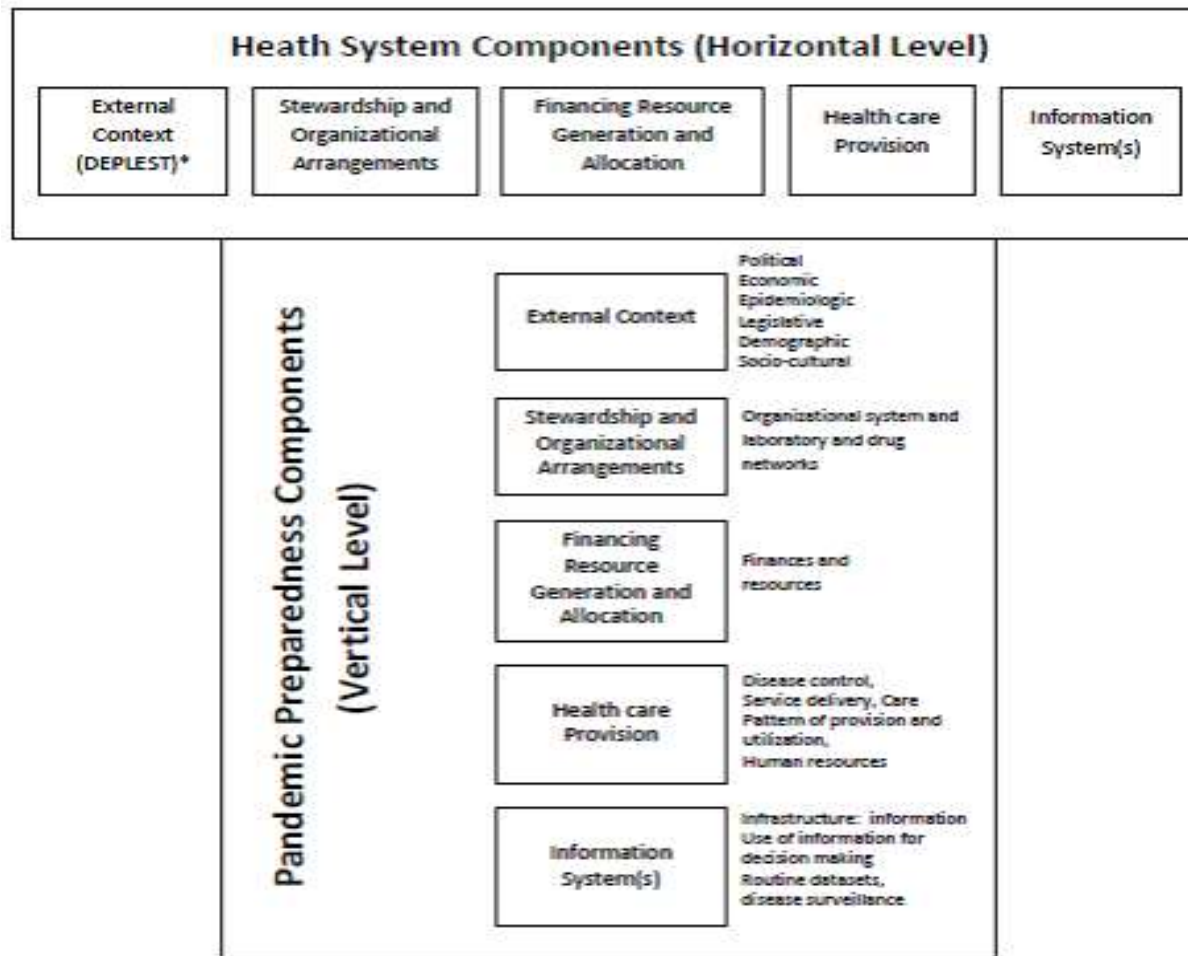 Heath System Components (Horizontal Level)
External
Context
(DEPLEST)*
Stewardship and
Organizational
Arrangements
Financing Resource
Generation and
Allocation
Health care
Provision
Information
System(s)
Pandemic Preparedness Components
(Vertical Level)
External Context
Political
Economic
Epidemiologic
Legislative
Demographic
Socio-cultural
Stewardship and
Organizational
Arrangements
Organizational system and
laboratory and drug
networks
Financing
Resource
Generation and
Allocation
Finances and
resources
Health care
Provision
Disease control,
Service delivery, Care
Pattern of provision and
utilization,
Human resources
Information
System(s)
Infrastructure: information
Use of information for
decision making
Routine datasets,
disease surveillance